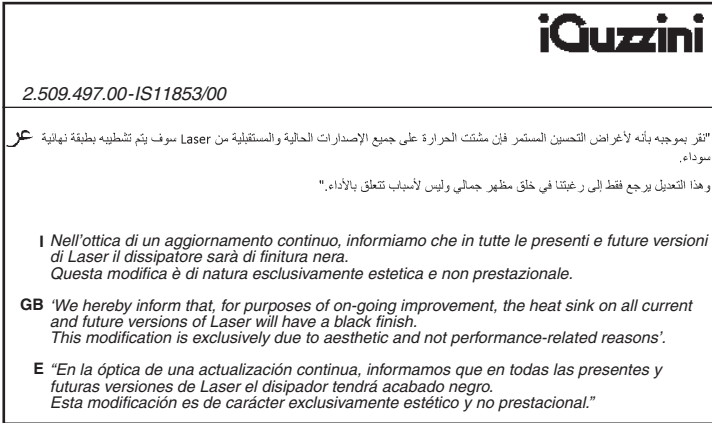 iGuzzini
2.509.497.00-IS11853/00
عر "نقر بموجبه بأنه لأغراض التحسين المستمر فإن مشتت الحرارة على جميع الإصدارات الحالية والمستقبلية من Laser سوف يتم تشطيبه بطبقة نهائية
سوداء.
وهذا التعديل يرجع فقط إلى رغبتنا في خلق مظهر جمالي وليس لأسباب تتعلق بالأداء."
I Nell'ottica di un aggiornamento continuo, informiamo che in tutte le presenti e future versioni
di Laser il dissipatore sarà di finitura nera.
Questa modifica è di natura esclusivamente estetica e non prestazionale.
GB 'We hereby inform that, for purposes of on-going improvement, the heat sink on all current
and future versions of Laser will have a black finish.
This modification is exclusively due to aesthetic and not performance-related reasons'.
E “En la óptica de una actualización continua, informamos que en todas las presentes y
futuras versiones de Laser el disipador tendrá acabado negro.
Esta modificación es de carácter exclusivamente estético y no prestacional.”